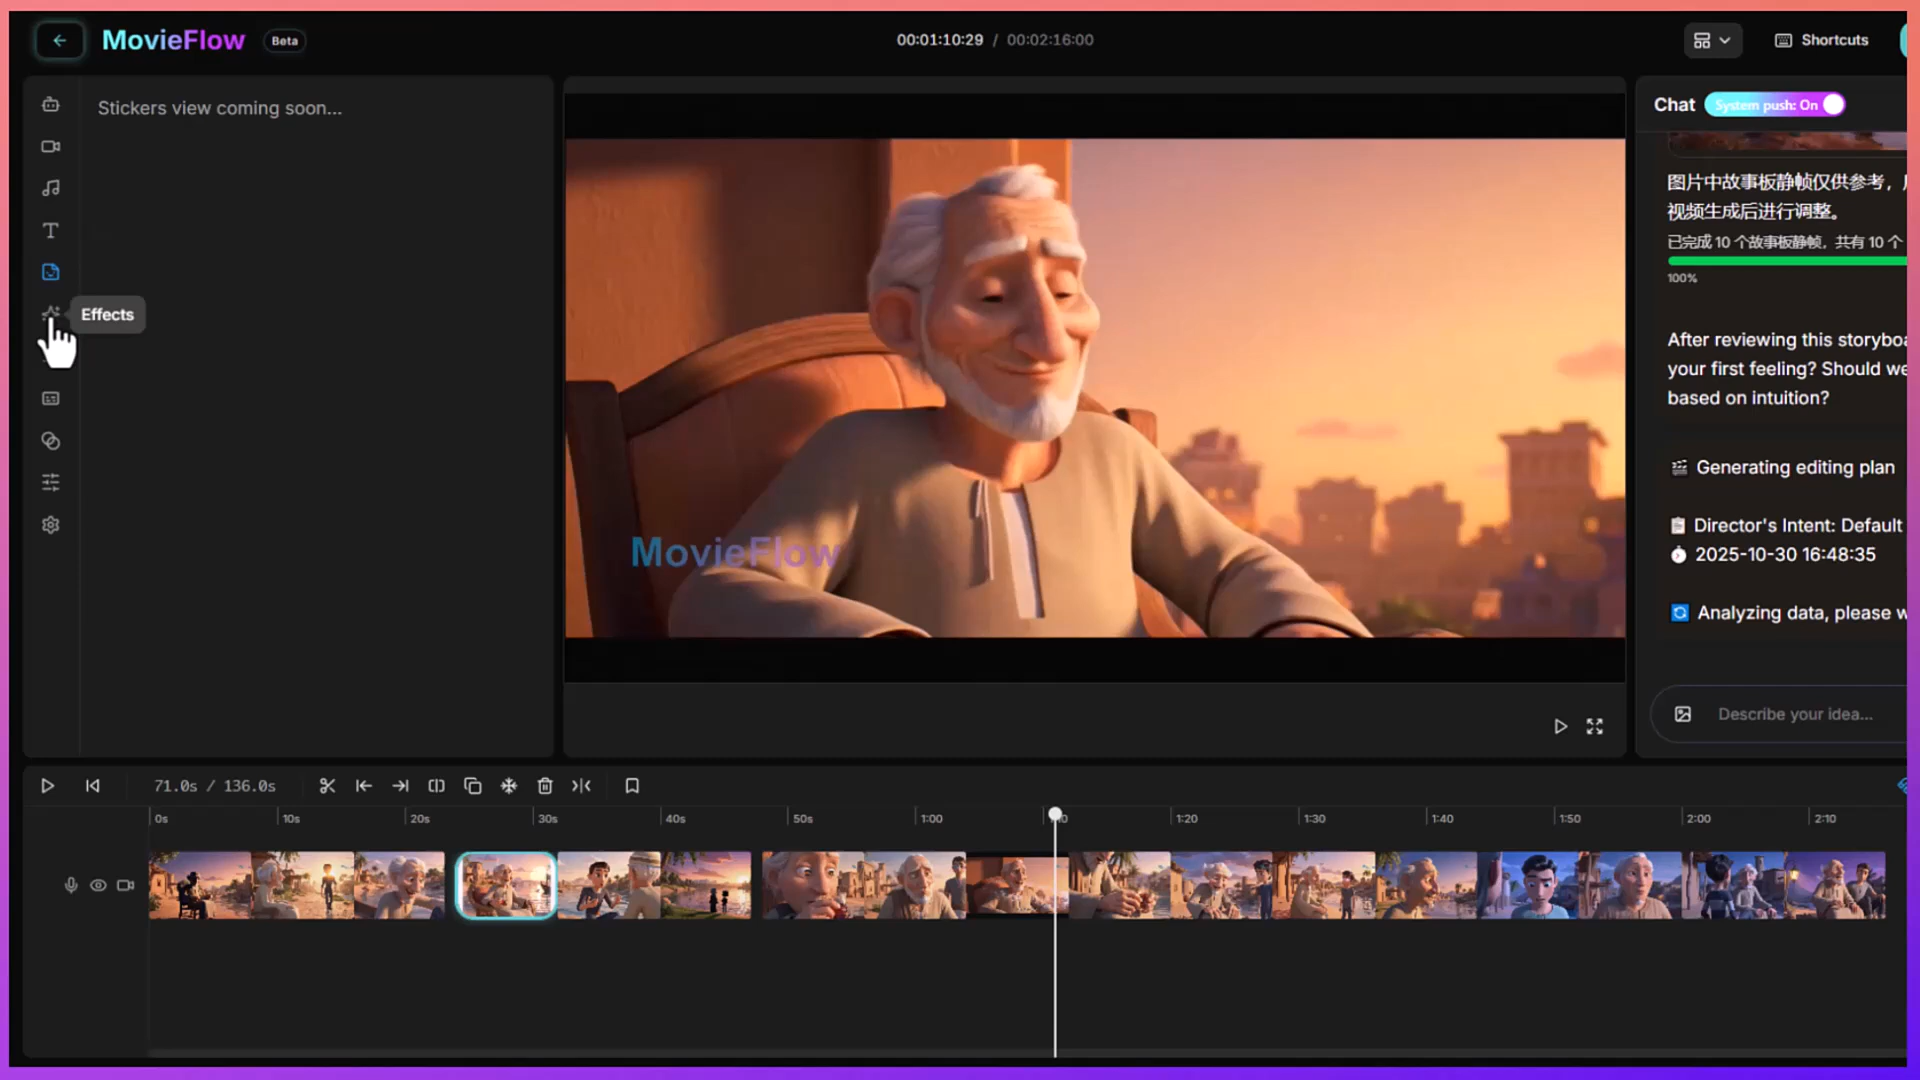 MovieFlow Beta
00:01:10:29 / 00:02:16:00
Shortcuts
Stickers view coming soon...
Effects
MovieFlow
Chat System push: On
图片中故事板静帧仅供参考，
视频生成后进行调整。
已完成 10 个故事板静帧，共有 10 个
100%
After reviewing this
your first feeling? Should
based on intuition?
Generating editing plan
Director's Intent: Default
2025-10-30 16:48:35
Analyzing data, please
Describe your idea...
71.0s / 136.0s
0s 10s 20s 30s 40s 50s 1:00 1:20 1:30 1:40 1:50 2:00 2:10